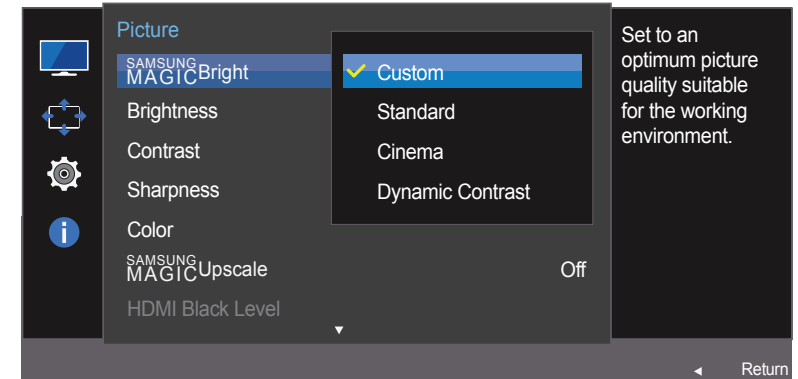 Picture
SAMSUNG
MAGICBright
Brightness
Contrast
Sharpness
Color
SAMSUNG
MAGICUpscale Off
HDMI Black Level
Custom
Standard
Cinema
Dynamic Contrast
Set to an
optimum picture
quality suitable
for the working
environment.
Return